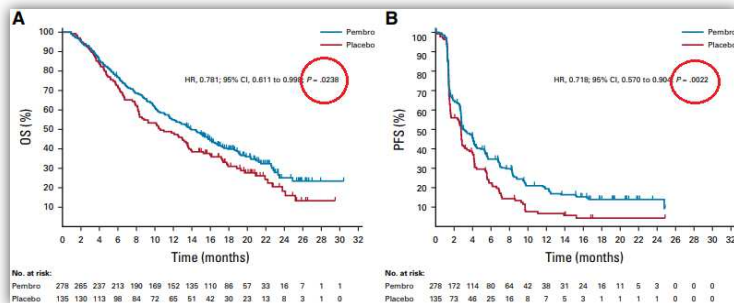 A
Pembro
Placebo
100
90
80
70
60
50
40
30
20
10
OS (%)
HR, 0.781; 95% CI, 0.611 to 0.998; P = .0238
0 2 4 6 8 10 12 14 16 18 20 22 24 26 28 30 32
Time (months)
No. at risk:
Pembro 278 265 237 213 190 169 152 135 110 86 57 33 16 7 1 1
Placebo 135 130 113 98 84 72 65 51 42 30 23 13 8 3 1 0
B
Pembro
Placebo
100
90
80
70
60
50
40
30
20
10
PFS (%)
HR, 0.718; 95% CI, 0.570 to 0.904; P = .0022
0 2 4 6 8 10 12 14 16 18 20 22 24 26 28 30 32
Time (months)
No. at risk:
Pembro 278 172 114 80 64 42 38 31 24 16 11 5 3 0 0 0
Placebo 135 73 46 25 16 8 7 5 3 1 1 1 1 0 0 0